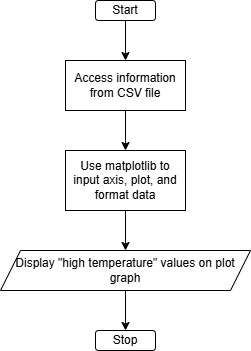 Start
Access information
from CSV file
Use matplotlib to
input axis, plot, and
format data
Display "high temperature" values on plot
graph
Stop